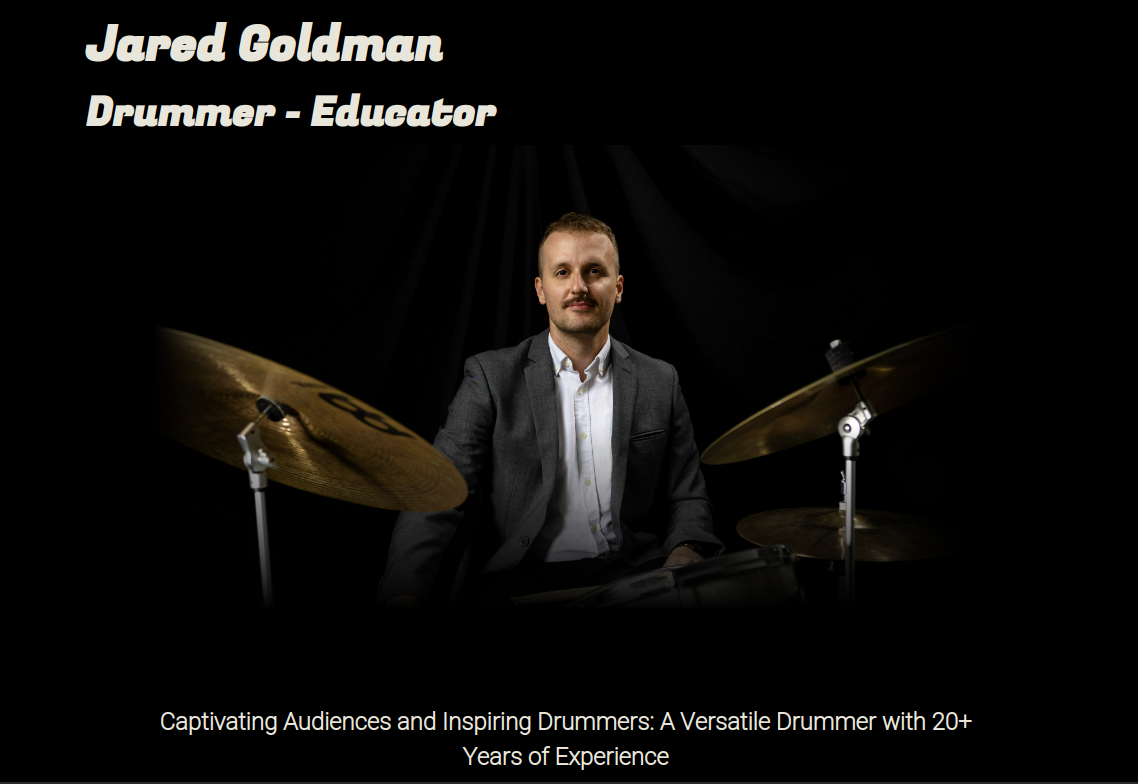 Jared Goldman
Drummer - Educator
Captivating Audiences and Inspiring Drummers: A Versatile Drummer with 20+
Years of Experience